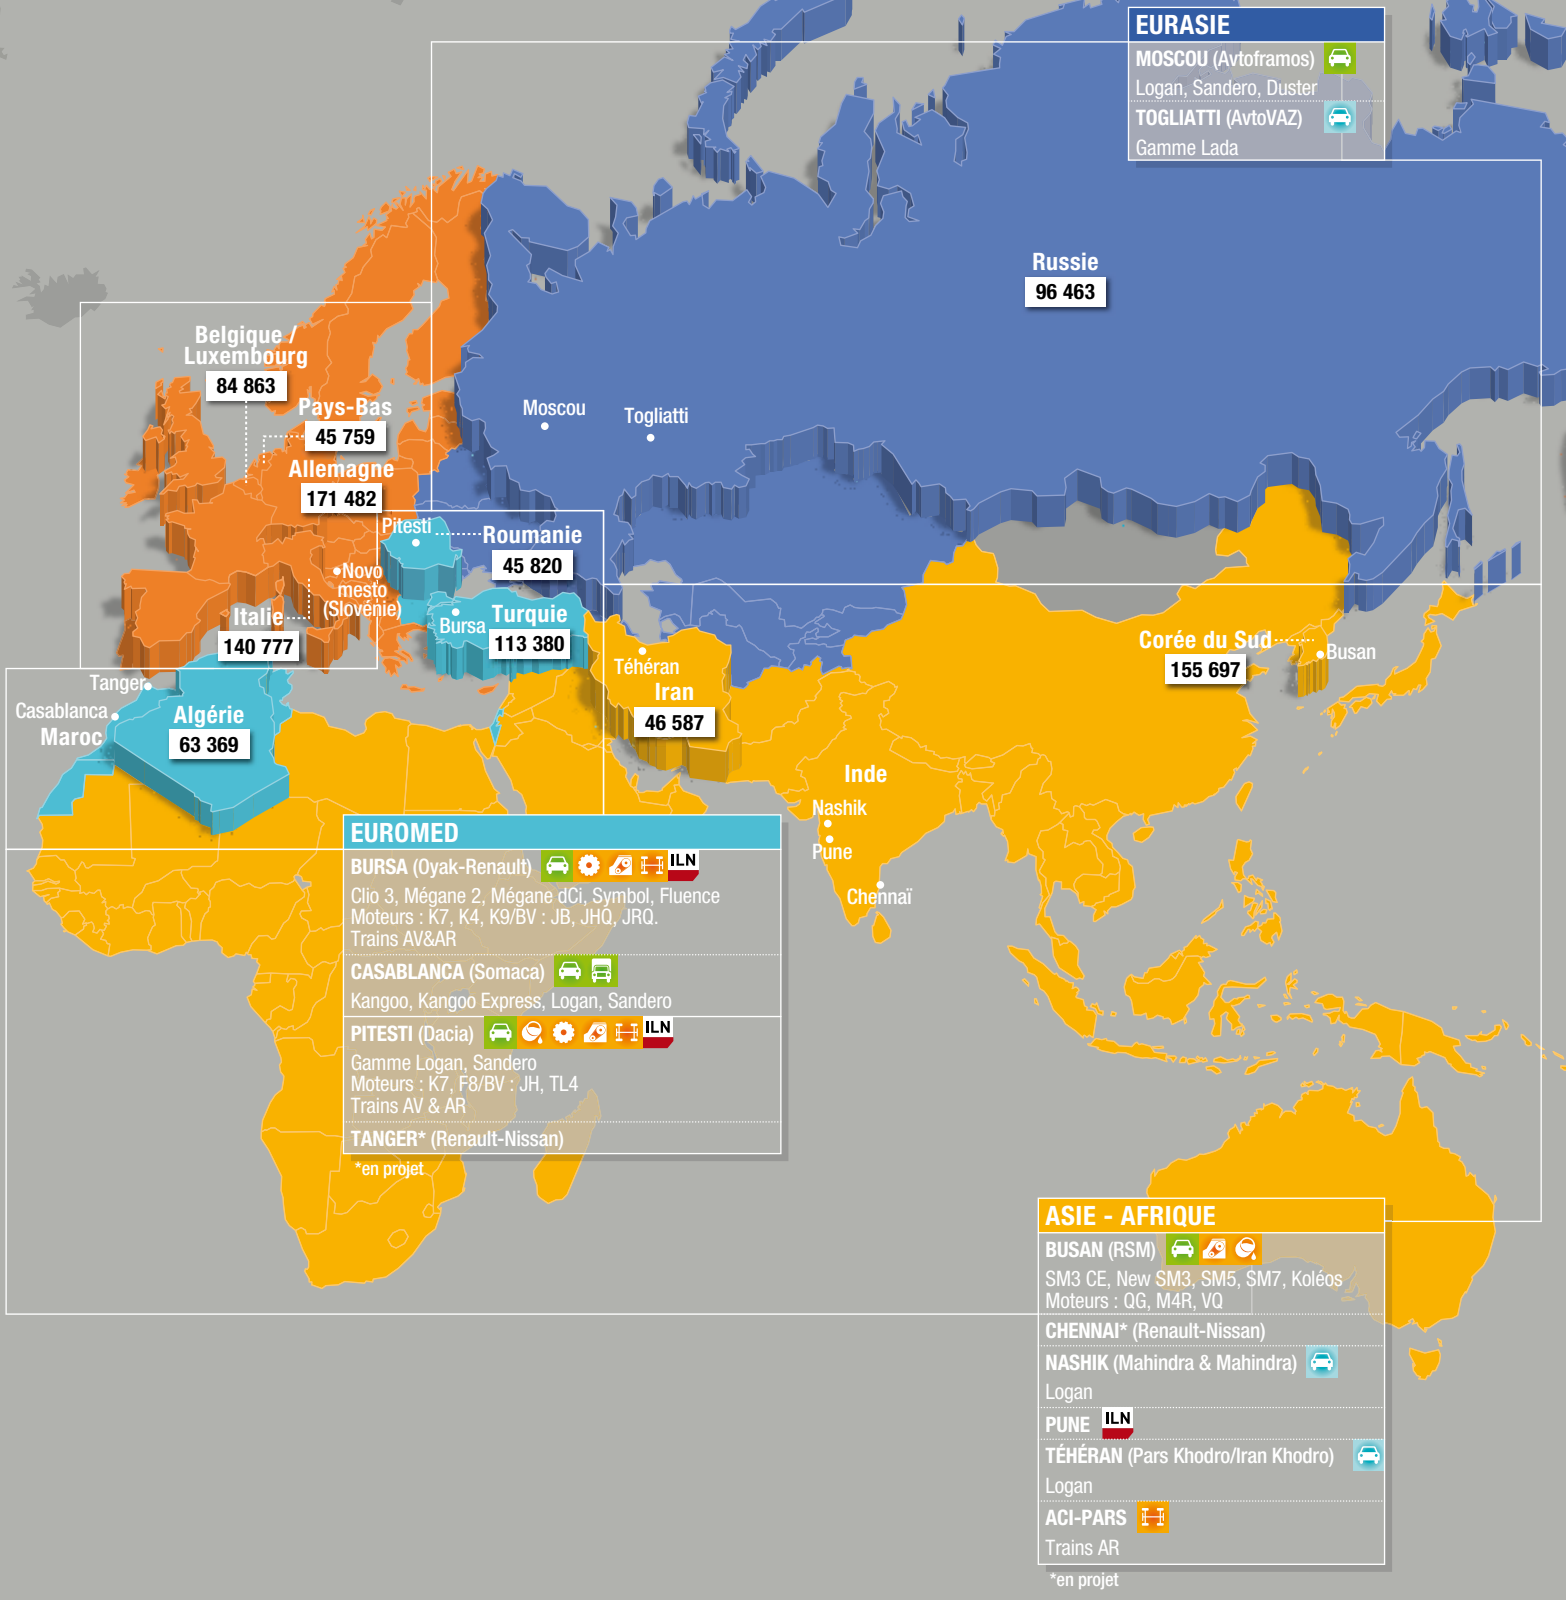 EURASIE
MOSCOU (Avtoframos)
Logan, Sandero, Duster
TOGLIATTI (AvtoVAZ)
Gamme Lada
Russie
96 463
Belgique /
Luxembourg
84 863
Pays-Bas
45 759
Allemagne
171 482
Moscou
Togliatti
Pitesti
Roumanie
45 820
Novo
mesto
(Slovénie)
Italie
140 777
Bursa
Turquie
113 380
Téhéran
Iran
46 587
Corée du Sud
155 697
Busan
Tanger
Casablanca
Maroc
Algérie
63 369
Inde
Nashik
Pune
Chennaï
EUROMED
BURSA (Oyak-Renault) ILN
Clio 3, Mégane 2, Mégane dCi, Symbol, Fluence
Moteurs : K7, K4, K9/BV : JB, JHQ, JRQ.
Trains AV&AR
CASABLANCA (Somaca)
Kangoo, Kangoo Express, Logan, Sandero
PITESTI (Dacia) ILN
Gamme Logan, Sandero
Moteurs : K7, F8/BV : JH, TL4
Trains AV & AR
TANGER* (Renault-Nissan)
*en projet
ASIE - AFRIQUE
BUSAN (RSM)
SM3 CE, New SM3, SM5, SM7, Koléos
Moteurs : QG, M4R, VQ
CHENNAI* (Renault-Nissan)
NASHIK (Mahindra & Mahindra)
Logan
PUNE ILN
TÉHÉRAN (Pars Khodro/Iran Khodro)
Logan
ACI-PARS
Trains AR
*en projet